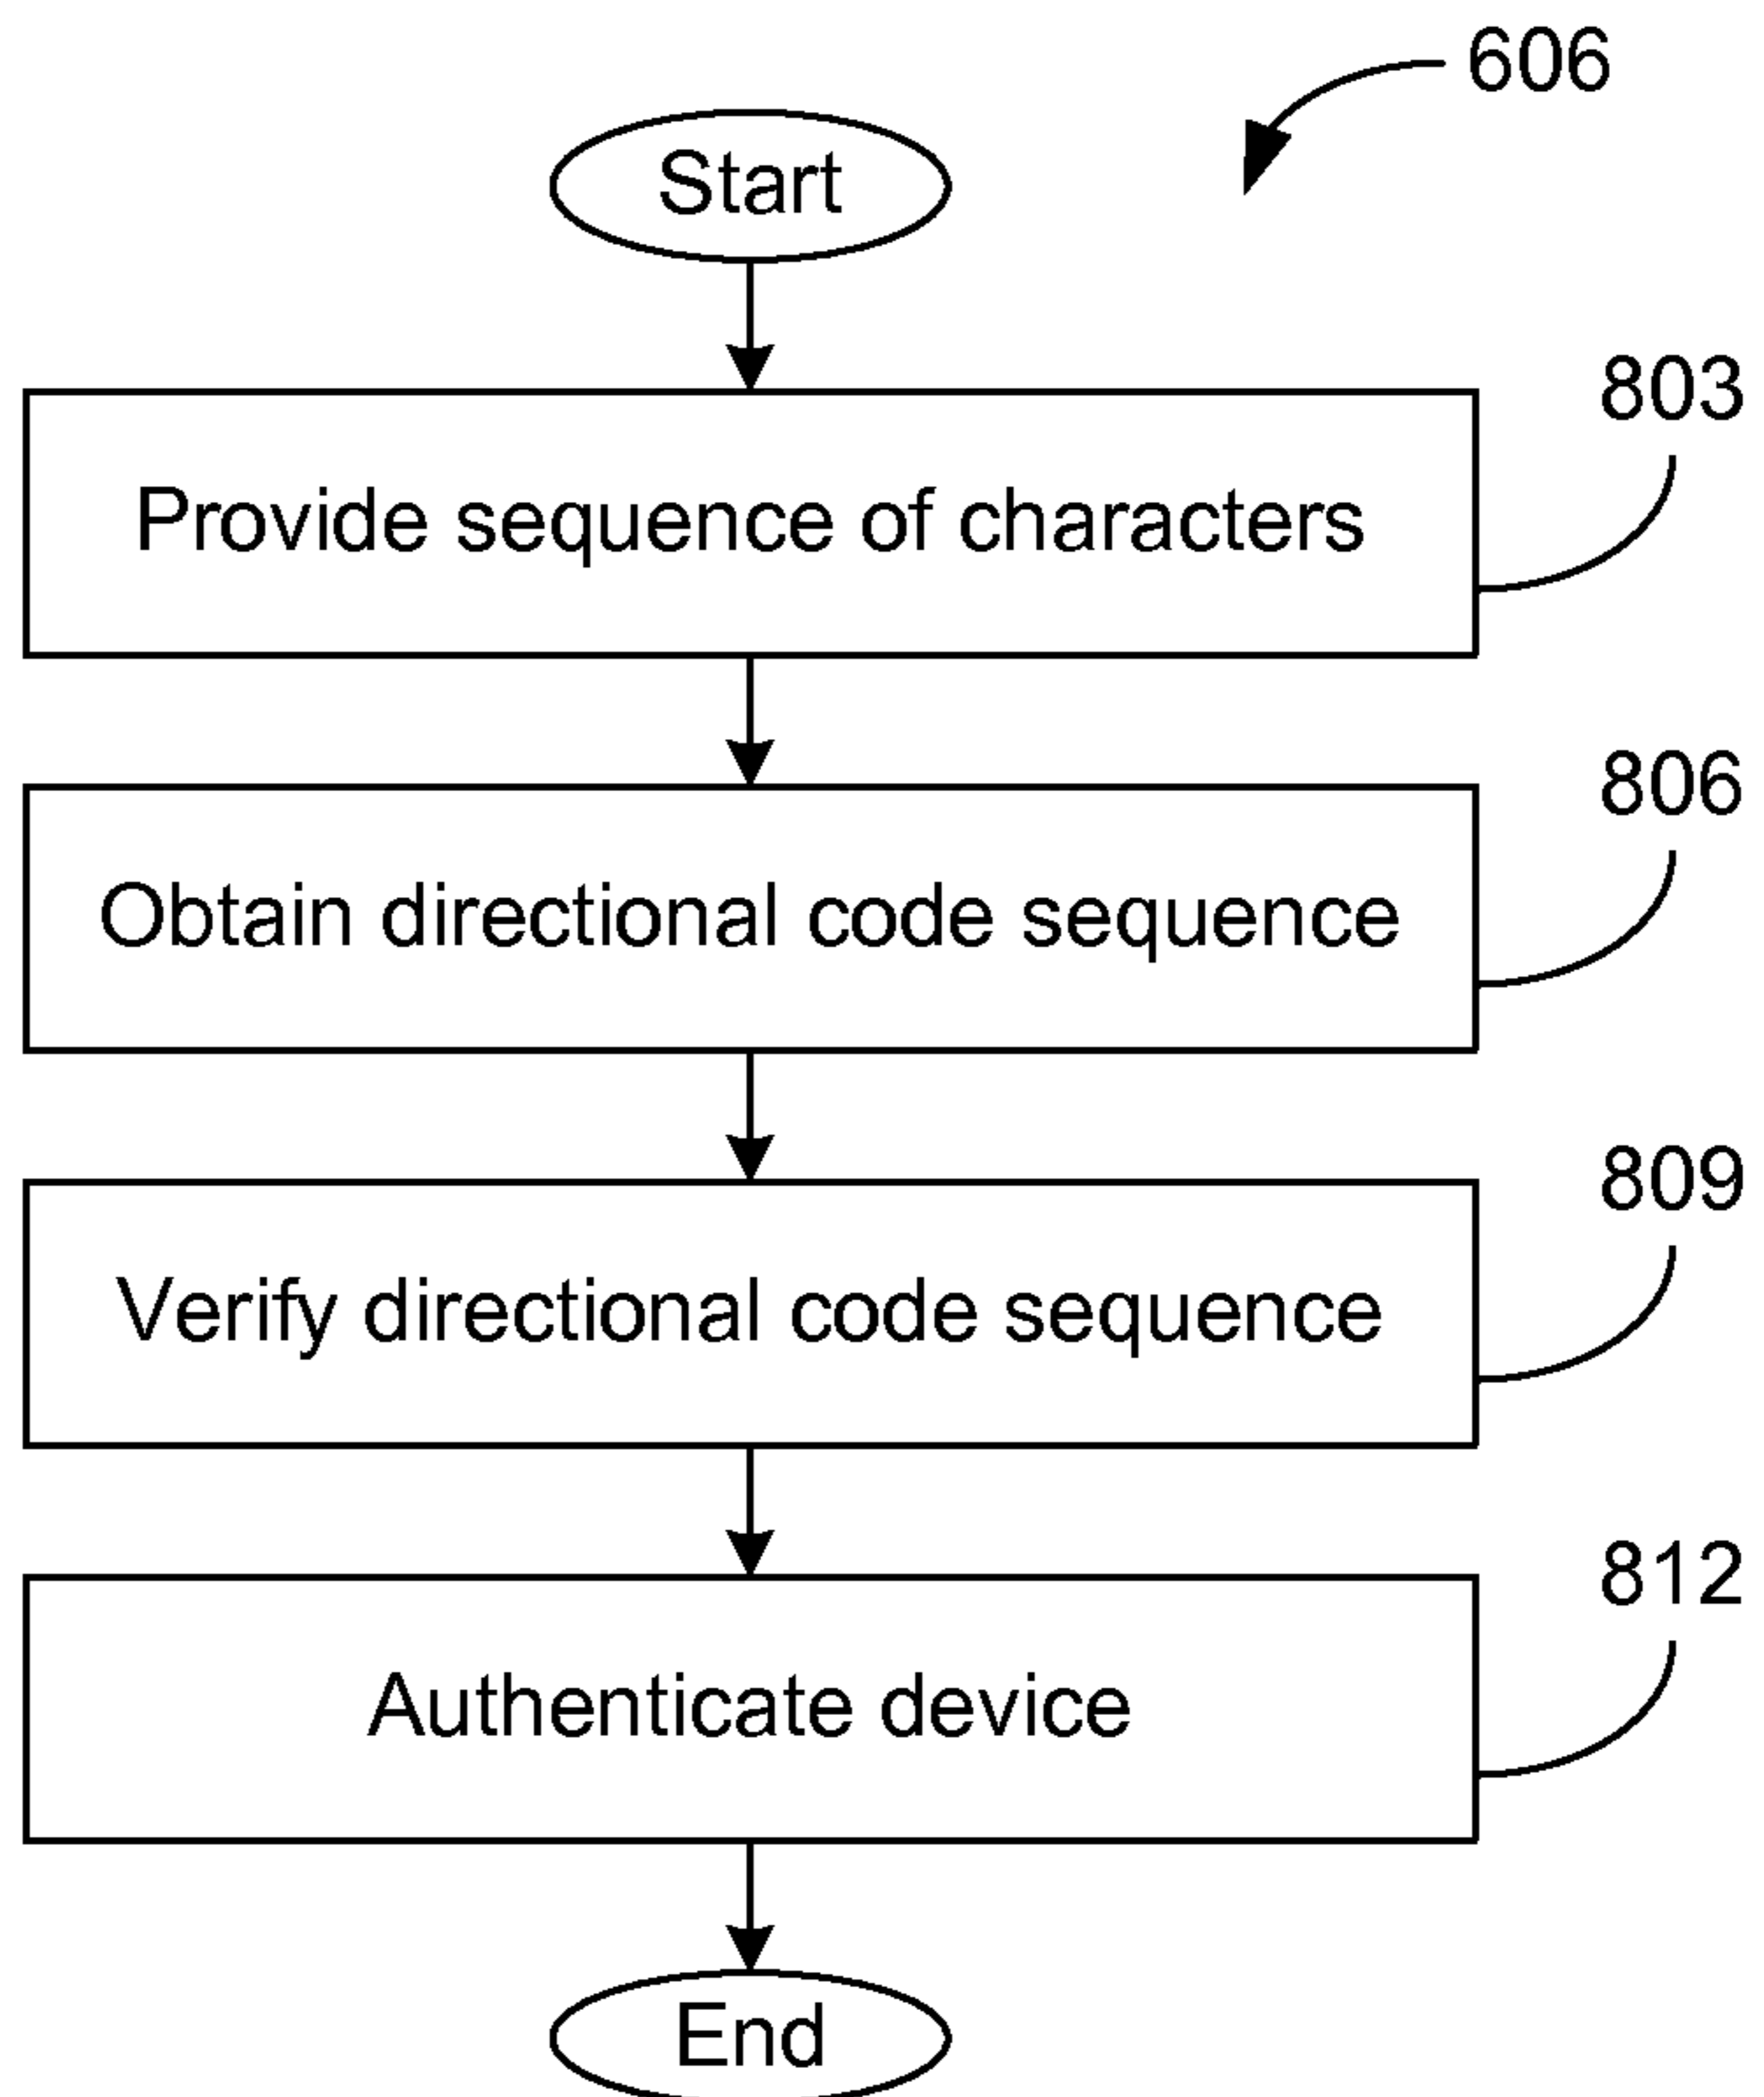 606
Start
803
Provide sequence of characters
806
Obtain directional code sequence
809
Verify directional code sequence
812
Authenticate device
End